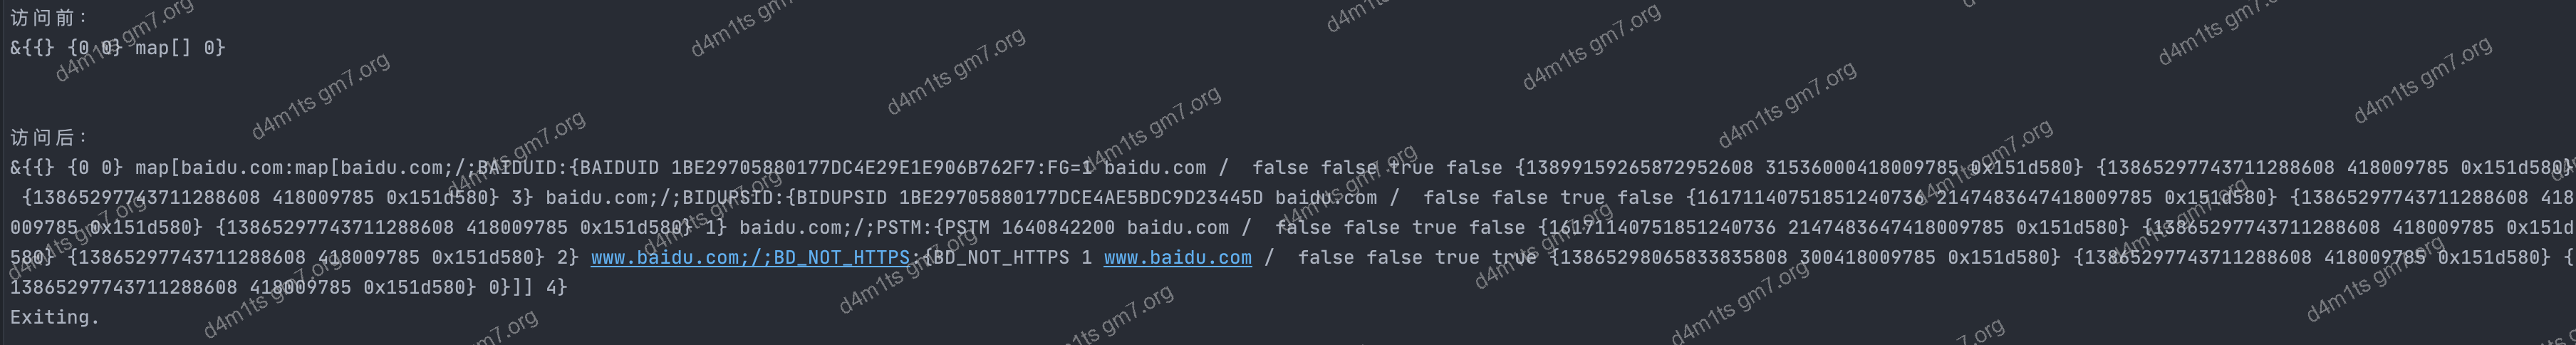 访问前：
&{{} {0 0} map[] 0}
访问后：
&{{} {0 0} map[baidu.com:map[baidu.com;/;BAIDUID:{BAIDUID 1BE29705880177DC4E29E1E906B762F7:FG=1 baidu.com /  false false true false {13899159265872952608 315360000418009785 0x151d580} {13865297743711288608 418009785 0x151d580}
{13865297743711288608 418009785 0x151d580} 3} baidu.com;/;BIDUPSID:{BIDUPSID 1BE29705880177DCE4AE5BDC9D23445D baidu.com /  false false true false {16171140751851240736 2147483647418009785 0x151d580} {13865297743711288608 418
009785 0x151d580} {13865297743711288608 418009785 0x151d580} 1} baidu.com;/;PSTM:{PSTM 1640842200 baidu.com /  false false true false {16171140751851240736 2147483647418009785 0x151d580} {13865297743711288608 418009785 0x151d
580} {13865297743711288608 418009785 0x151d580} 2} www.baidu.com;/;BD_NOT_HTTPS:{BD_NOT_HTTPS 1 www.baidu.com /  false false true true {13865298065833835808 300418009785 0x151d580} {13865297743711288608 418009785 0x151d580} {
13865297743711288608 418009785 0x151d580} 0}]] 4}
Exiting.
d4m1ts gm7.org